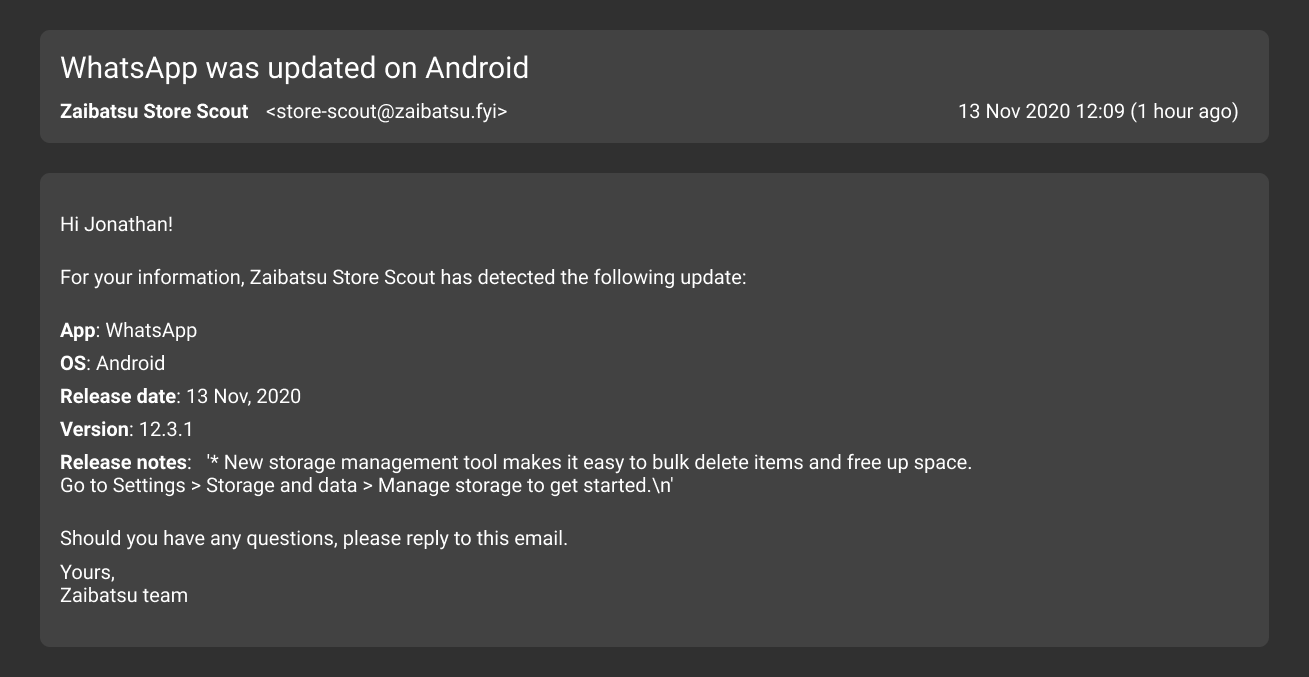 WhatsApp was updated on Android
Zaibatsu Store Scout <store-scout@zaibatsu.fyi> 13 Nov 2020 12:09 (1 hour ago)
Hi Jonathan!
For your information, Zaibatsu Store Scout has detected the following update:
App: WhatsApp
OS: Android
Release date: 13 Nov, 2020
Version: 12.3.1
Release notes: '* New storage management tool makes it easy to bulk delete items and free up space.
Go to Settings > Storage and data > Manage storage to get started.\n'
Should you have any questions, please reply to this email.
Yours,
Zaibatsu team